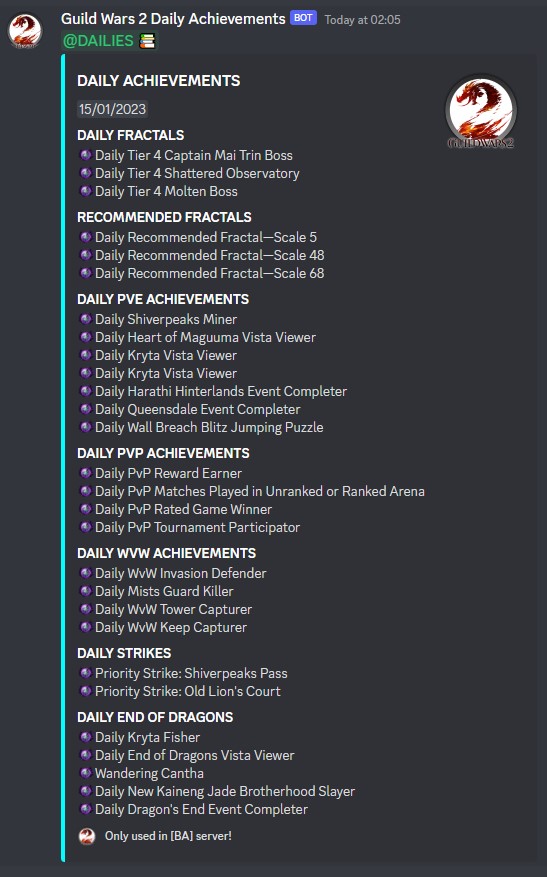 Guild Wars 2 Daily Achievements BOT Today at 02:05
@DAILIES
DAILY ACHIEVEMENTS
15/01/2023
GUILDWARS2
DAILY FRACTALS
Daily Tier 4 Captain Mai Trin Boss
Daily Tier 4 Shattered Observatory
Daily Tier 4 Molten Boss
RECOMMENDED FRACTALS
Daily Recommended Fractal—Scale 5
Daily Recommended Fractal—Scale 48
Daily Recommended Fractal—Scale 68
DAILY PVE ACHIEVEMENTS
Daily Shiverpeaks Miner
Daily Heart of Maguuma Vista Viewer
Daily Kryta Vista Viewer
Daily Kryta Vista Viewer
Daily Harathi Hinterlands Event Completer
Daily Queensdale Event Completer
Daily Wall Breach Blitz Jumping Puzzle
DAILY PVP ACHIEVEMENTS
Daily PvP Reward Earner
Daily PvP Matches Played in Unranked or Ranked Arena
Daily PvP Rated Game Winner
Daily PvP Tournament Participator
DAILY WVW ACHIEVEMENTS
Daily WvW Invasion Defender
Daily Mists Guard Killer
Daily WvW Tower Capturer
Daily WvW Keep Capturer
DAILY STRIKES
Priority Strike: Shiverpeaks Pass
Priority Strike: Old Lion's Court
DAILY END OF DRAGONS
Daily Kryta Fisher
Daily End of Dragons Vista Viewer
Wandering Cantha
Daily New Kaineng Jade Brotherhood Slayer
Daily Dragon's End Event Completer
Only used in [BA] server!